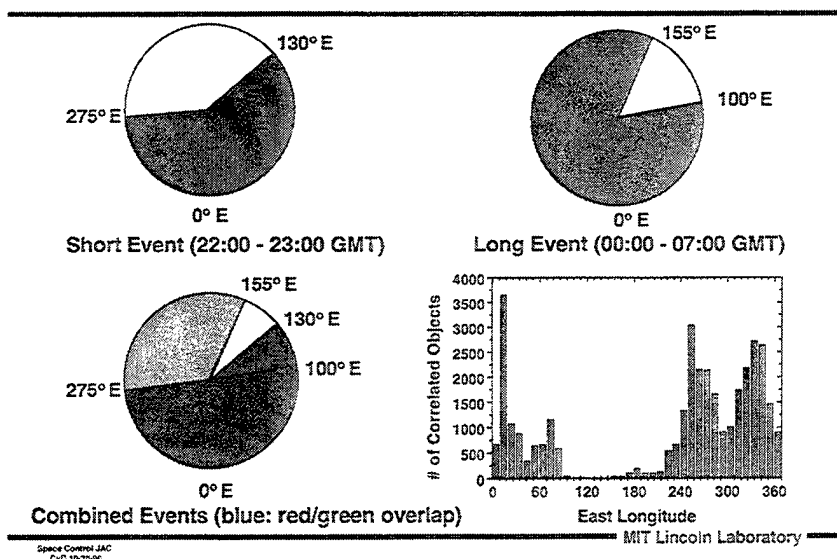 130° E
275° E
0° E
Short Event (22:00 - 23:00 GMT)
155° E
100° E
0° E
Long Event (00:00 - 07:00 GMT)
155° E
130° E
100° E
275° E
0° E
Combined Events (blue: red/green overlap)
# of Correlated Objects
4000
3500
3000
2500
2000
1500
1000
500
0
0 60 120 180 240 300 360
East Longitude
MIT Lincoln Laboratory
Space Control JAC